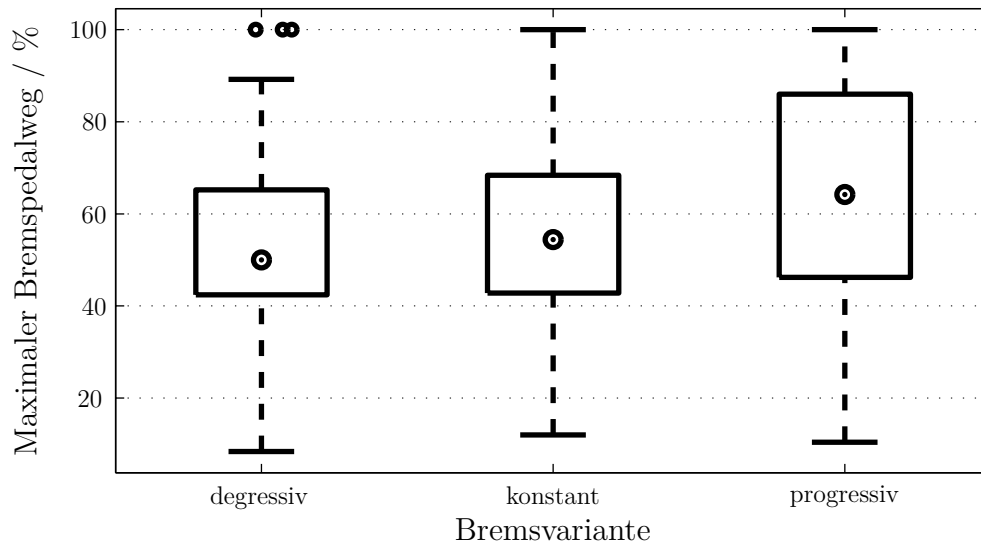 Maximaler Bremspedalweg / %
100
80
60
40
20
degressiv
konstant
progressiv
Bremsvariante